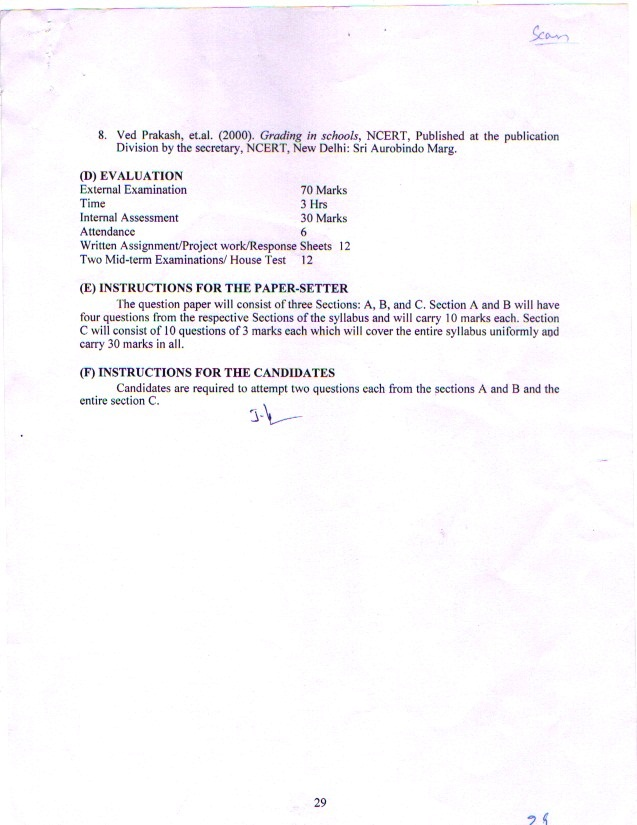 Scan
8. Ved Prakash, et.al. (2000). Grading in schools, NCERT, Published at the publication
Division by the secretary, NCERT, New Delhi: Sri Aurobindo Marg.
(D) EVALUATION
External Examination 70 Marks
Time 3 Hrs
Internal Assessment 30 Marks
Attendance 6
Written Assignment/Project work/Response Sheets 12
Two Mid-term Examinations/ House Test 12
(E) INSTRUCTIONS FOR THE PAPER-SETTER
The question paper will consist of three Sections: A, B, and C. Section A and B will have
four questions from the respective Sections of the syllabus and will carry 10 marks each. Section
C will consist of 10 questions of 3 marks each which will cover the entire syllabus uniformly and
carry 30 marks in all.
(F) INSTRUCTIONS FOR THE CANDIDATES
Candidates are required to attempt two questions each from the sections A and B and the
entire section C.
29